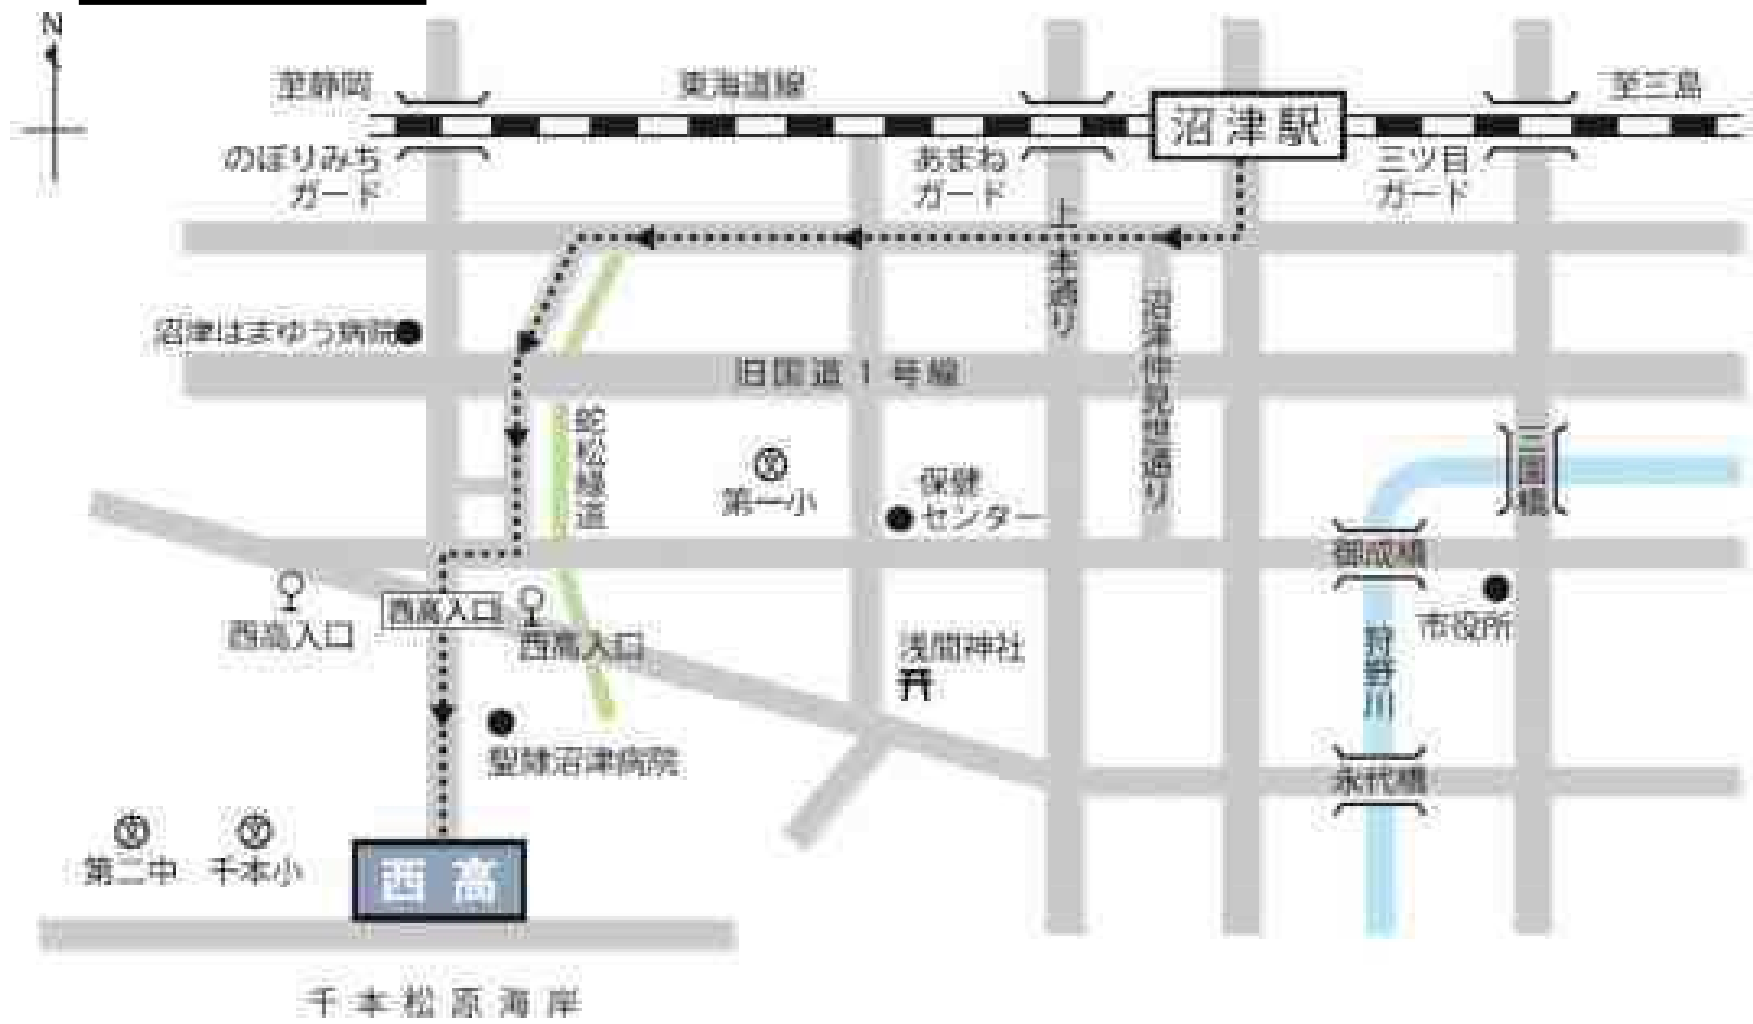 N
至静岡
東海道線
至三島
沼津駅
のぼりみち
ガード
あまね
ガード
三ツ目
ガード
上本通り
沼津仲見世通り
沼津はまゆう病院
旧国道1号線
蛇松緑道
第一小
保健
センター
三園橋
御成橋
市役所
西高入口
西高入口
西高入口
浅間神社
狩野川
聖隷沼津病院
永代橋
第二中
千本小
西高
千本松原海岸